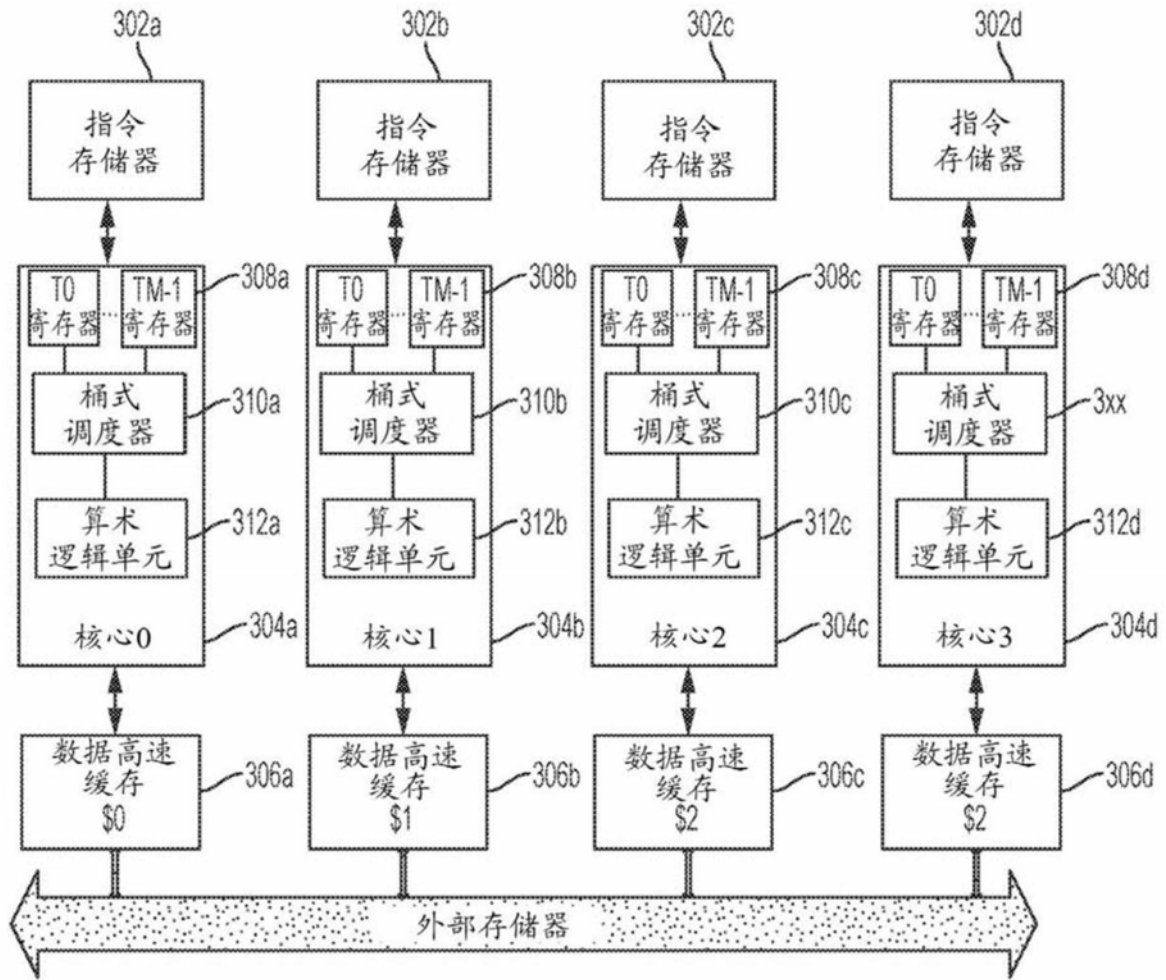 302a
302b
302c
302d
指令
存储器
指令
存储器
指令
存储器
指令
存储器
T0
寄存器
TM-1
寄存器
308a
T0
寄存器
TM-1
寄存器
308b
T0
寄存器
TM-1
寄存器
308c
T0
寄存器
TM-1
寄存器
308d
桶式
调度器
310a
桶式
调度器
310b
桶式
调度器
310c
桶式
调度器
3xx
算术
逻辑单元
312a
算术
逻辑单元
312b
算术
逻辑单元
312c
算术
逻辑单元
312d
核心0
304a
核心1
304b
核心2
304c
核心3
304d
数据高速
缓存
$0
306a
数据高速
缓存
$1
306b
数据高速
缓存
$2
306c
数据高速
缓存
$2
306d
外部存储器